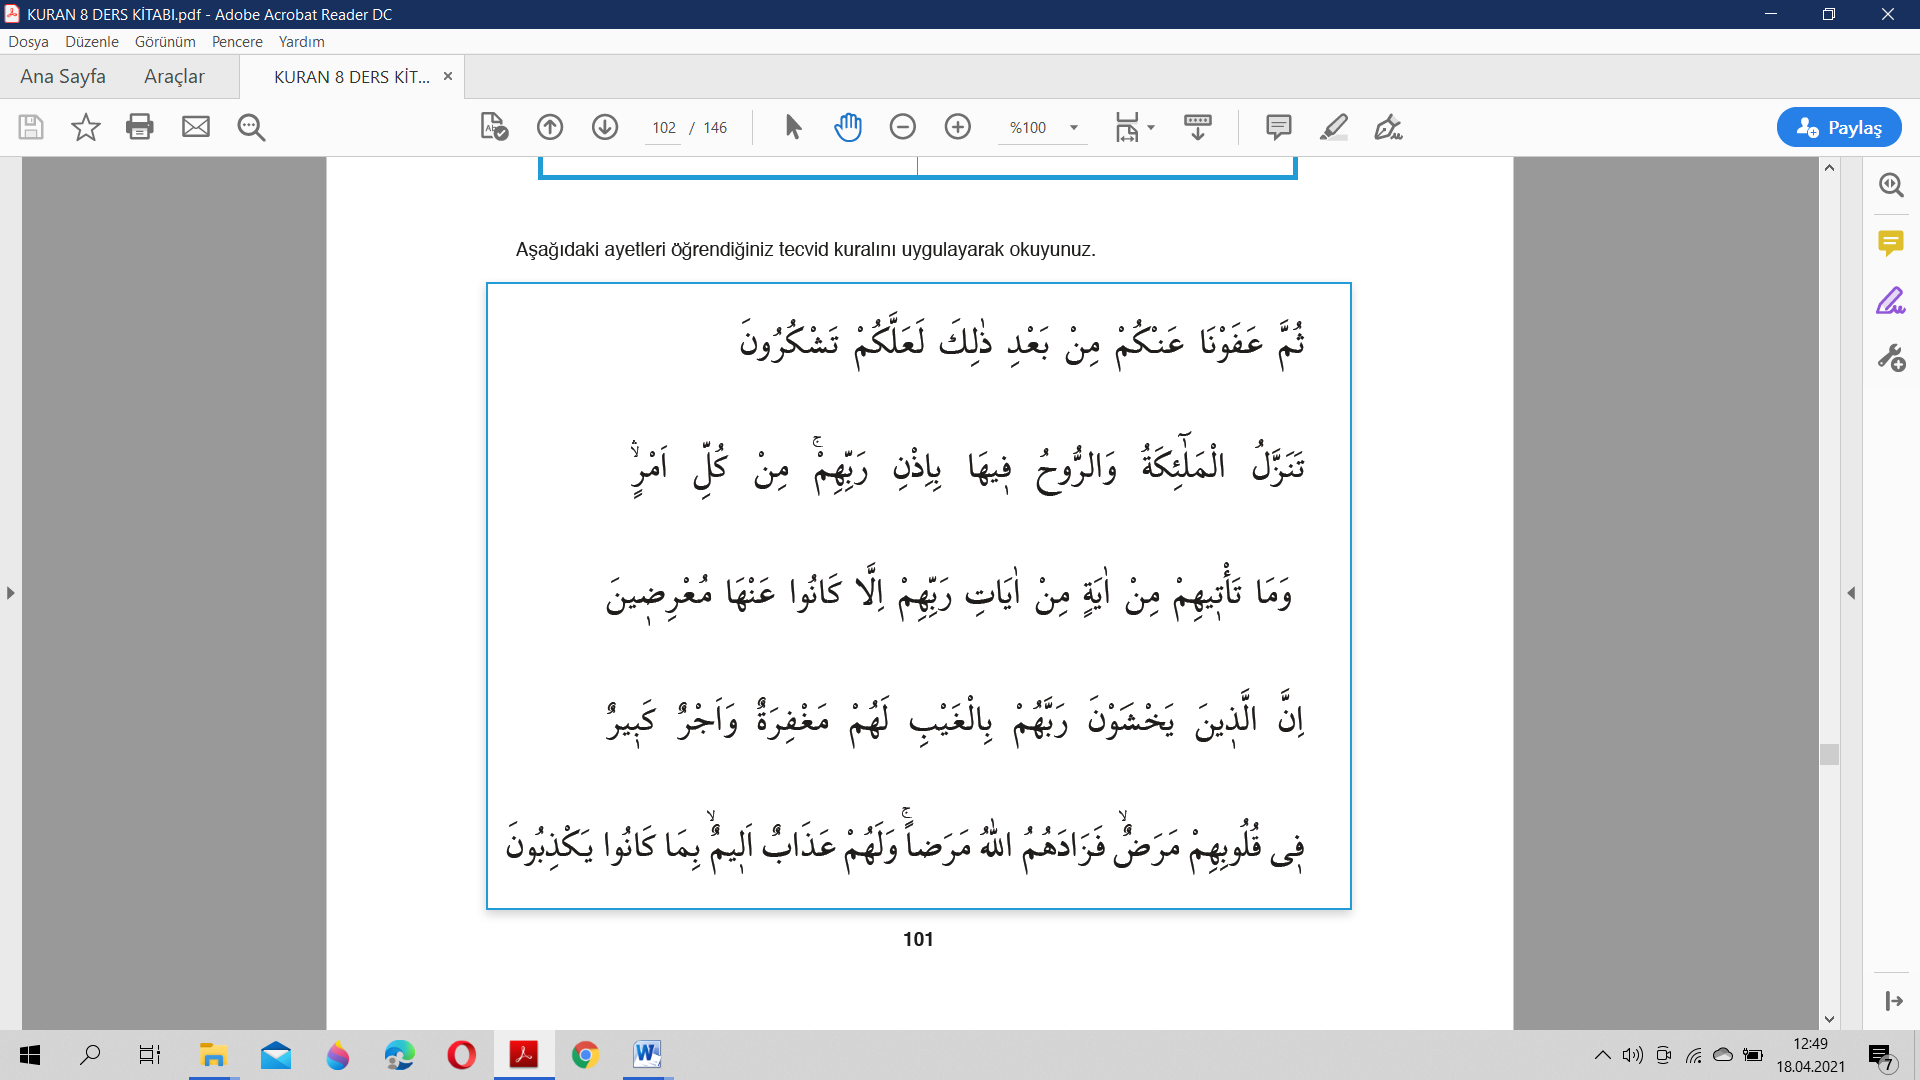 KURAN 8 DERS KİTABI.pdf - Adobe Acrobat Reader DC
Dosya Düzenle Görünüm Pencere Yardım
Ana Sayfa Araçlar KURAN 8 DERS KİT... ×
102 / 146 %100 Paylaş
Aşağıdaki ayetleri öğrendiğiniz tecvid kuralını uygulayarak okuyunuz.
ثُمَّ عَفَوْنَا عَنْكُمْ مِنْ بَعْدِ ذٰلِكَ لَعَلَّكُمْ تَشْكُرُونَ
تَنَزَّلُ الْمَلٰٓئِكَةُ وَالرُّوحُ ف۪يهَا بِاِذْنِ رَبِّهِمْۚ مِنْ كُلِّ اَمْرٍۙۛ
وَمَا تَأْت۪يهِمْ مِنْ اٰيَةٍ مِنْ اٰيَاتِ رَبِّهِمْ اِلَّا كَانُوا عَنْهَا مُعْرِض۪ينَ
اِنَّ الَّذ۪ينَ يَخْشَوْنَ رَبَّهُمْ بِالْغَيْبِ لَهُمْ مَغْفِرَةٌ وَاَجْرٌ كَب۪يرٌ
ف۪ى قُلُوبِهِمْ مَرَضٌۙ فَزَادَهُمُ اللّٰهُ مَرَضاًۚ وَلَهُمْ عَذَابٌ اَل۪يمٌۙ بِمَا كَانُوا يَكْذِبُونَ
101
12:49
18.04.2021
7